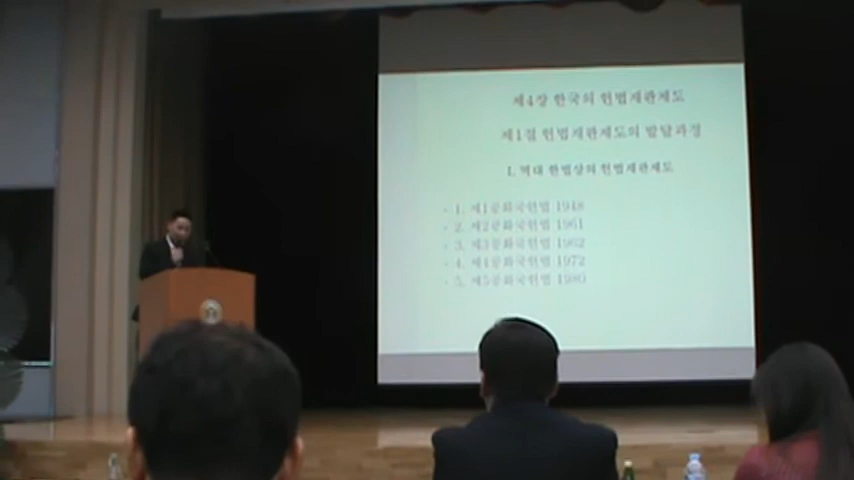 제4장 한국의 헌법재판제도
제1절 헌법재판제도의 발달과정
I. 역대 헌법상의 헌법재판제도
- 1. 제1공화국헌법 1948
- 2. 제2공화국헌법 1961
- 3. 제3공화국헌법 1962
- 4. 제4공화국헌법 1972
- 5. 제5공화국헌법 1980